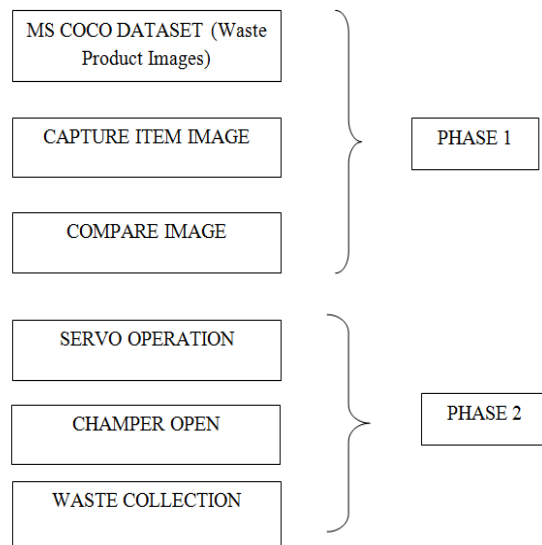 MS COCO DATASET (Waste
Product Images)
CAPTURE ITEM IMAGE
PHASE 1
COMPARE IMAGE
SERVO OPERATION
CHAMPER OPEN
PHASE 2
WASTE COLLECTION